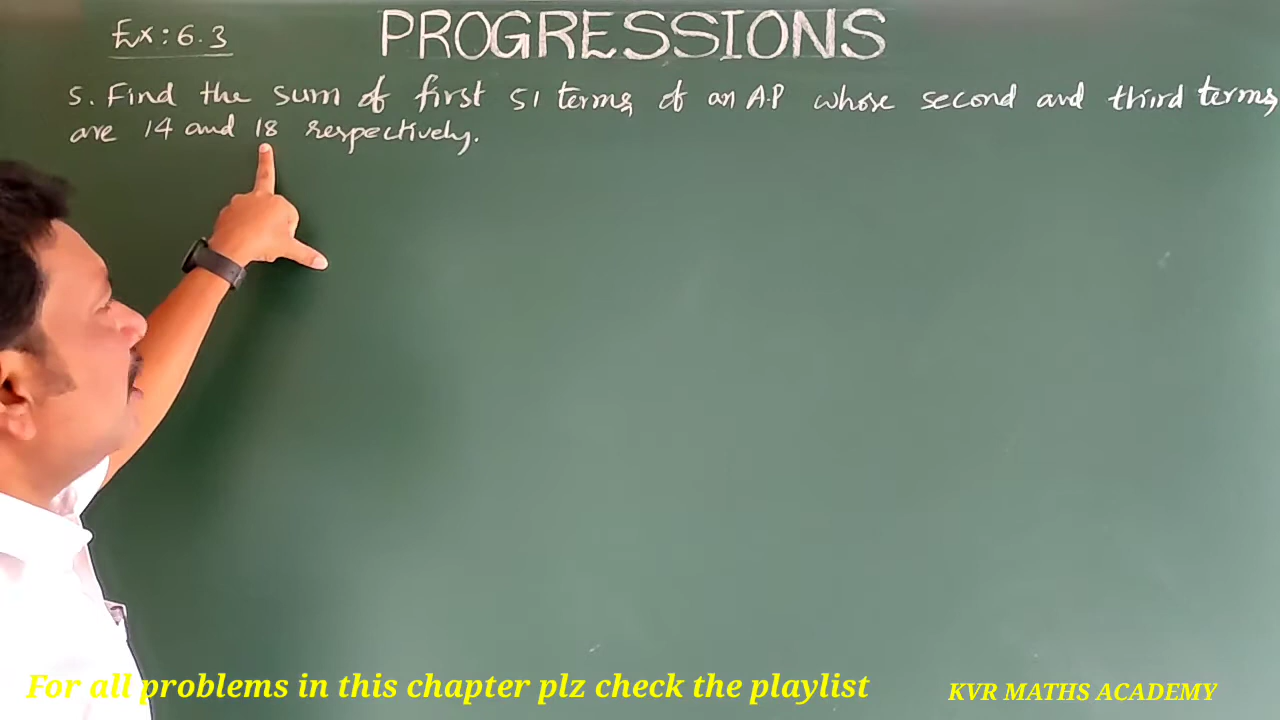 Ex: 6.3
PROGRESSIONS
5. Find the sum of first 51 terms of an A.P whose second and third terms
are 14 and 18 respectively.
For all problems in this chapter plz check the playlist
KVR MATHS ACADEMY